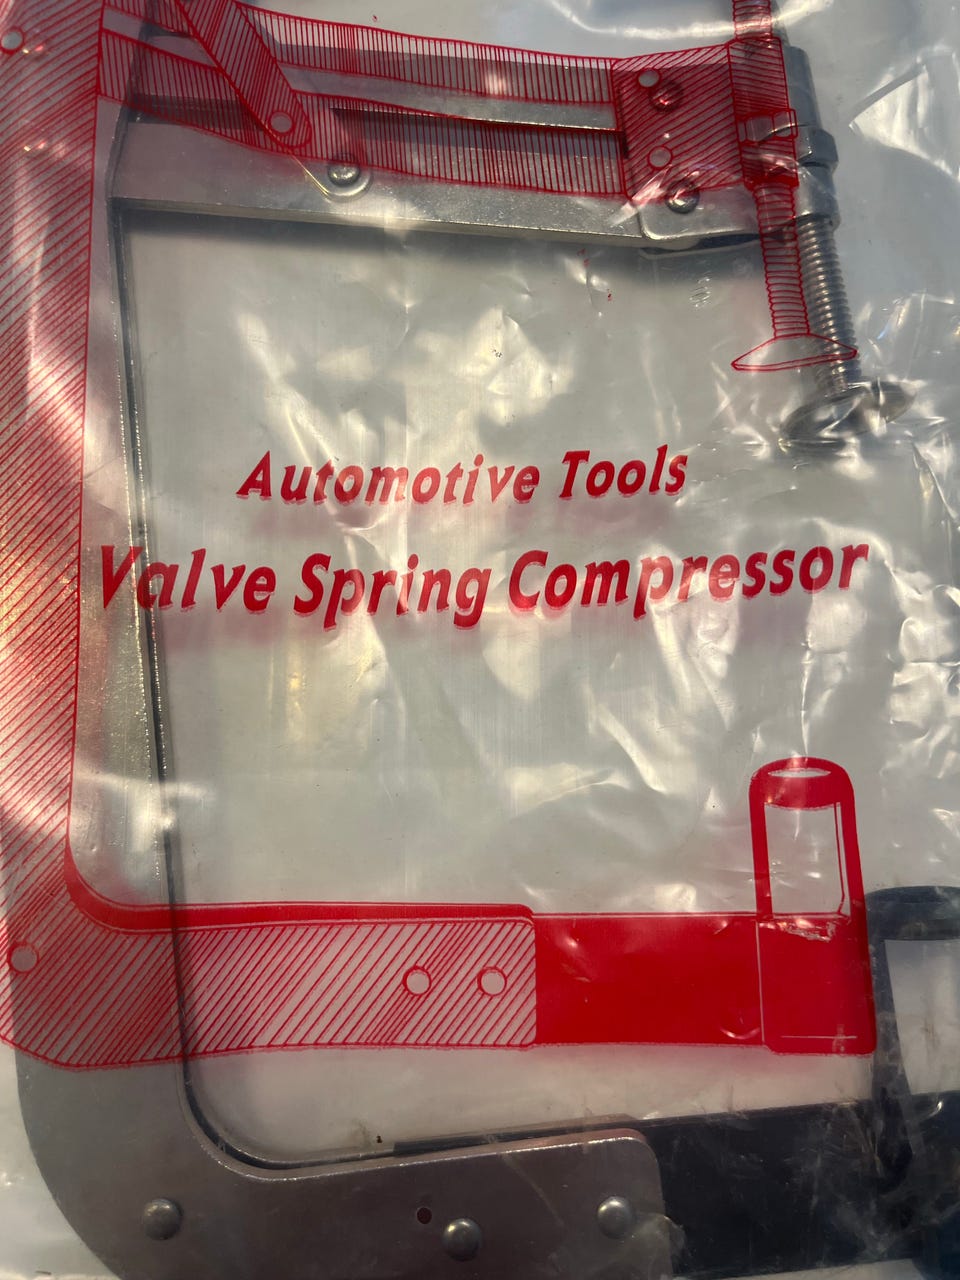 Automotive Tools
Valve Spring Compressor